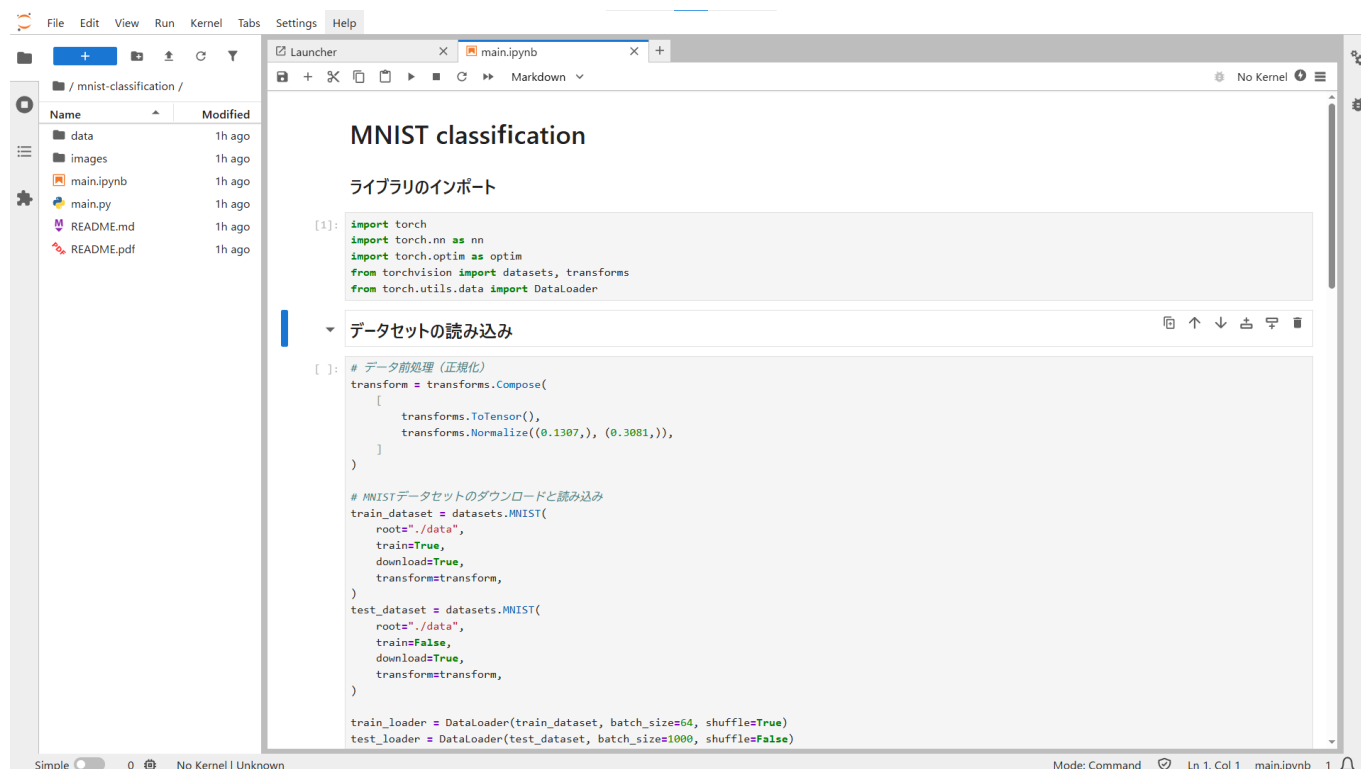 File Edit View Run Kernel Tabs Settings Help
Launcher
main.ipynb
Markdown
No Kernel
/ mnist-classification /
Name Modified
data 1h ago
images 1h ago
main.ipynb 1h ago
main.py 1h ago
README.md 1h ago
README.pdf 1h ago
MNIST classification
ライブラリのインポート
[1]: import torch
import torch.nn as nn
import torch.optim as optim
from torchvision import datasets, transforms
from torch.utils.data import DataLoader
データセットの読み込み
[ ]: # データ前処理（正規化）
transform = transforms.Compose(
    [
        transforms.ToTensor(),
        transforms.Normalize((0.1307,), (0.3081,)),
    ]
)
# MNISTデータセットのダウンロードと読み込み
train_dataset = datasets.MNIST(
    root="./data",
    train=True,
    download=True,
    transform=transform,
)
test_dataset = datasets.MNIST(
    root="./data",
    train=False,
    download=True,
    transform=transform,
)
train_loader = DataLoader(train_dataset, batch_size=64, shuffle=True)
test_loader = DataLoader(test_dataset, batch_size=1000, shuffle=False)
Simple 0 No Kernel | Unknown Mode: Command Ln 1, Col 1 main.ipynb 1